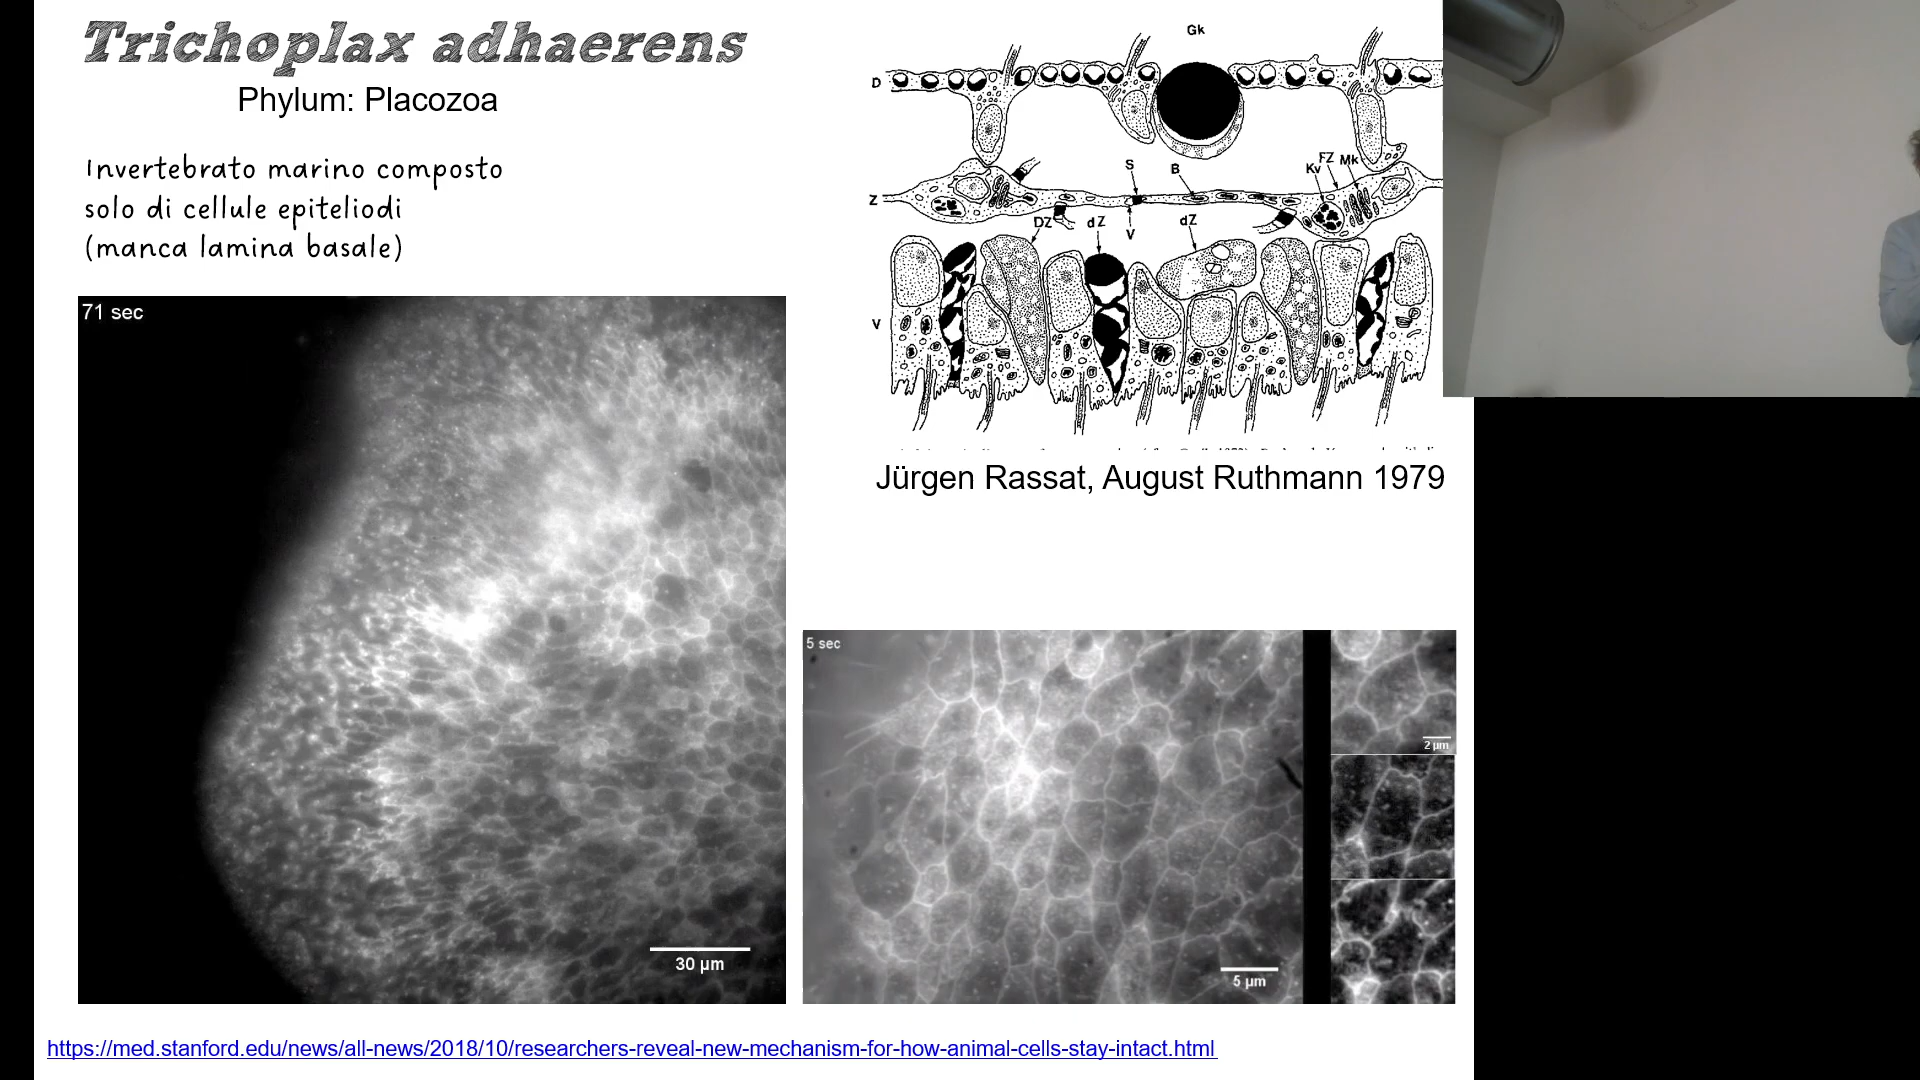 Trichoplax adhaerens
Phylum: Placozoa
Invertebrato marino composto
solo di cellule epiteliodi
(manca lamina basale)
71 sec
30 µm
Gk
D
S
B
Kv
FZ
Mk
Z
DZ
dZ
V
dZ
V
Jürgen Rassat, August Ruthmann 1979
5 sec
2 µm
5 µm
https://med.stanford.edu/news/all-news/2018/10/researchers-reveal-new-mechanism-for-how-animal-cells-stay-intact.html